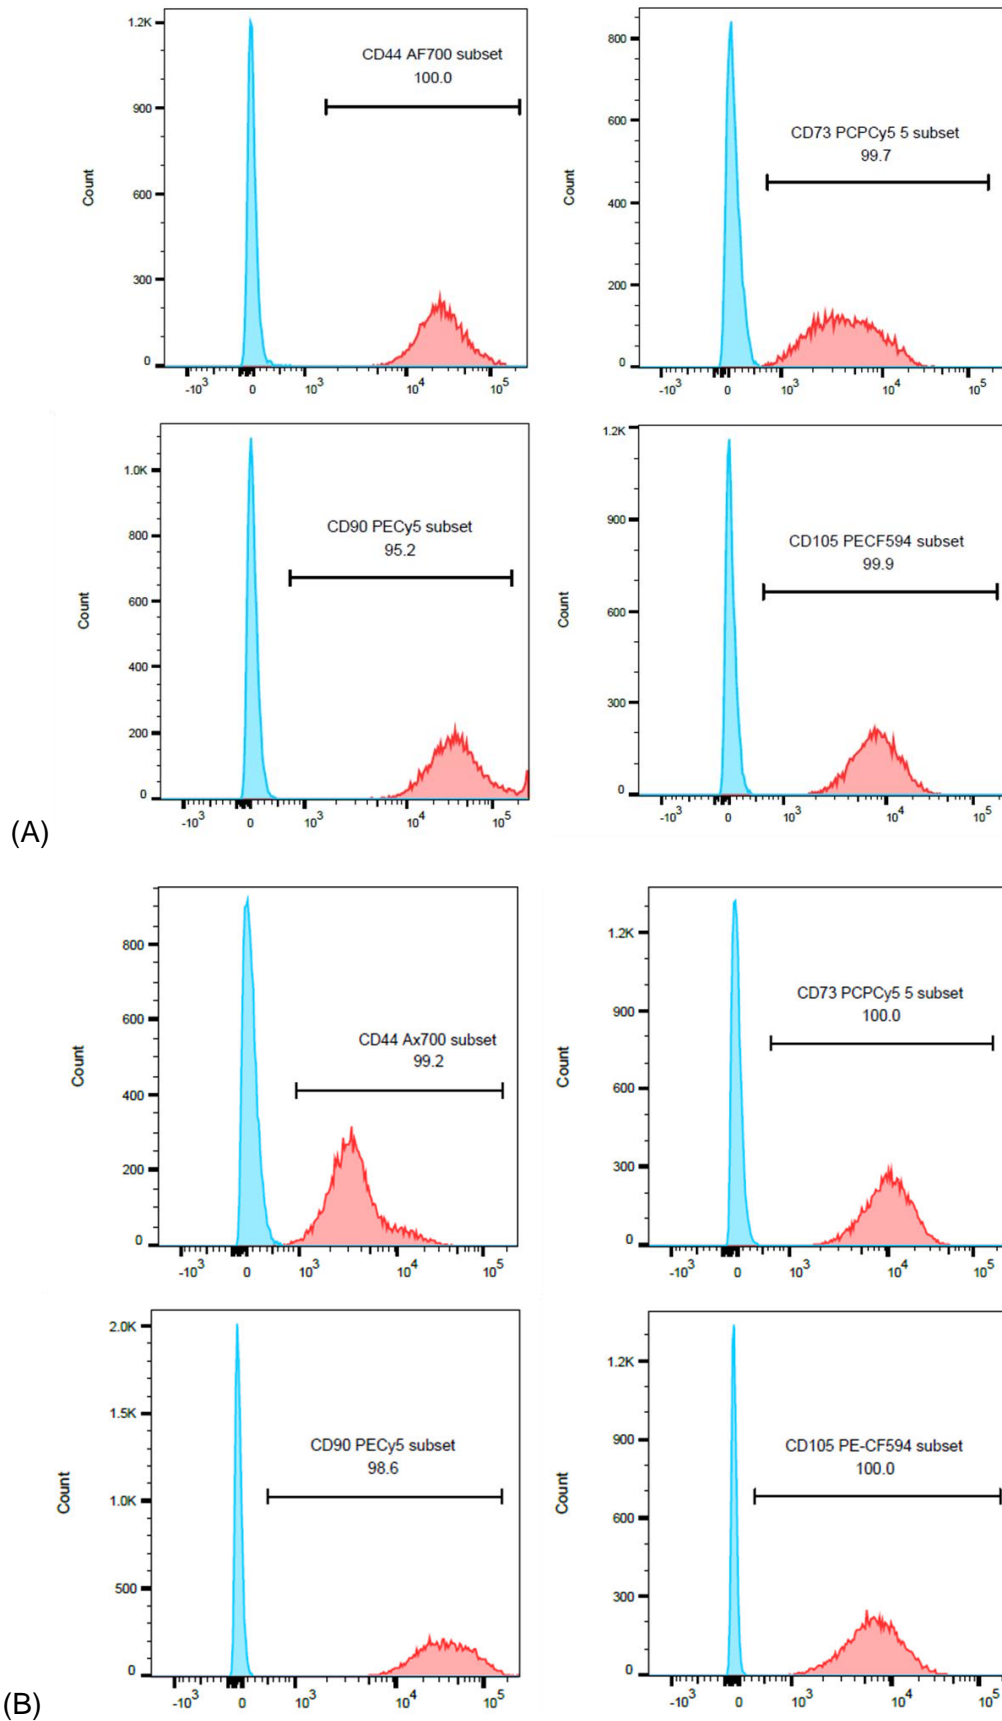 1.2K
900
600
300
0
Count
CD44 AF700 subset
100.0
-10³ 0 10³ 10⁴ 10⁵
800
600
400
200
0
Count
CD73 PCPCy5 5 subset
99.7
-10³ 0 10³ 10⁴ 10⁵
1.0K
800
600
400
200
0
Count
CD90 PECy5 subset
95.2
-10³ 0 10³ 10⁴ 10⁵
1.2K
900
600
300
0
Count
CD105 PECF594 subset
99.9
-10³ 0 10³ 10⁴ 10⁵
(A)
800
600
400
200
0
Count
CD44 Ax700 subset
99.2
-10³ 0 10³ 10⁴ 10⁵
1.2K
900
600
300
0
Count
CD73 PCPCy5 5 subset
100.0
-10³ 0 10³ 10⁴ 10⁵
2.0K
1.5K
1.0K
500
0
Count
CD90 PECy5 subset
98.6
-10³ 0 10³ 10⁴ 10⁵
1.2K
900
600
300
0
Count
CD105 PE-CF594 subset
100.0
-10³ 0 10³ 10⁴ 10⁵
(B)